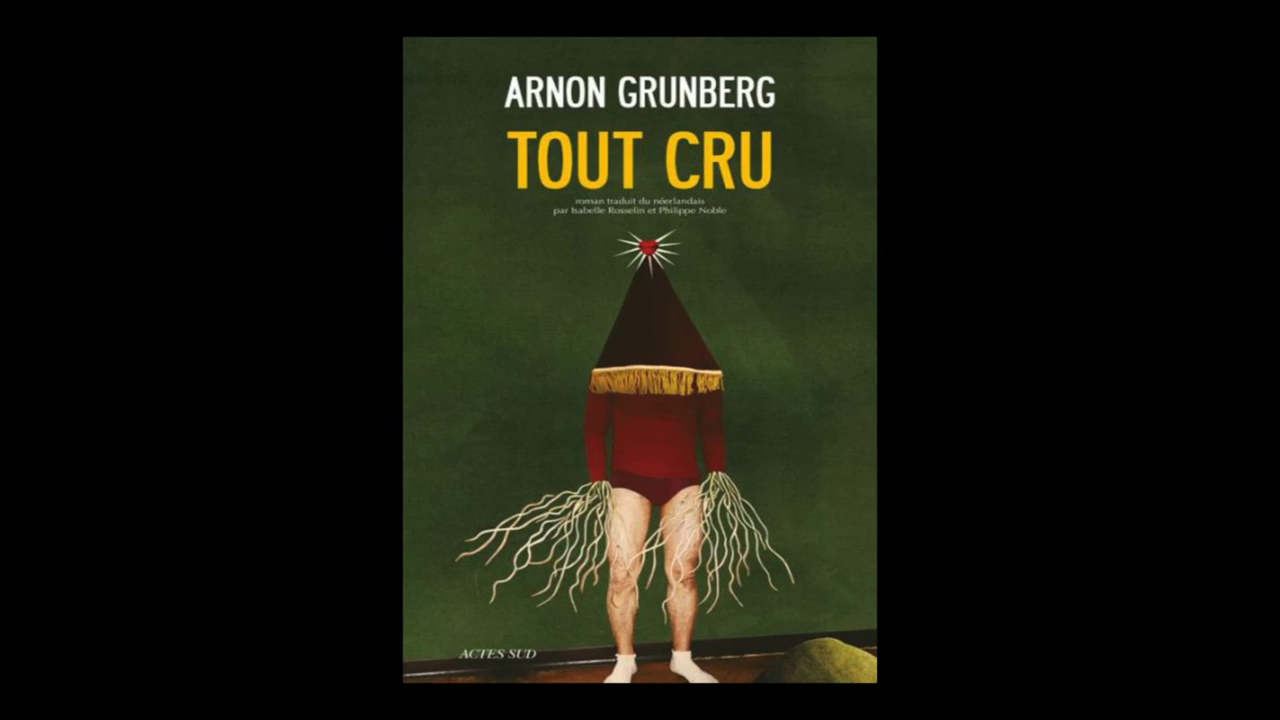 ARNON GRUNBERG
TOUT CRU
roman traduit du néerlandais
par Isabelle Rosselin et Philippe Noble
ACTES SUD